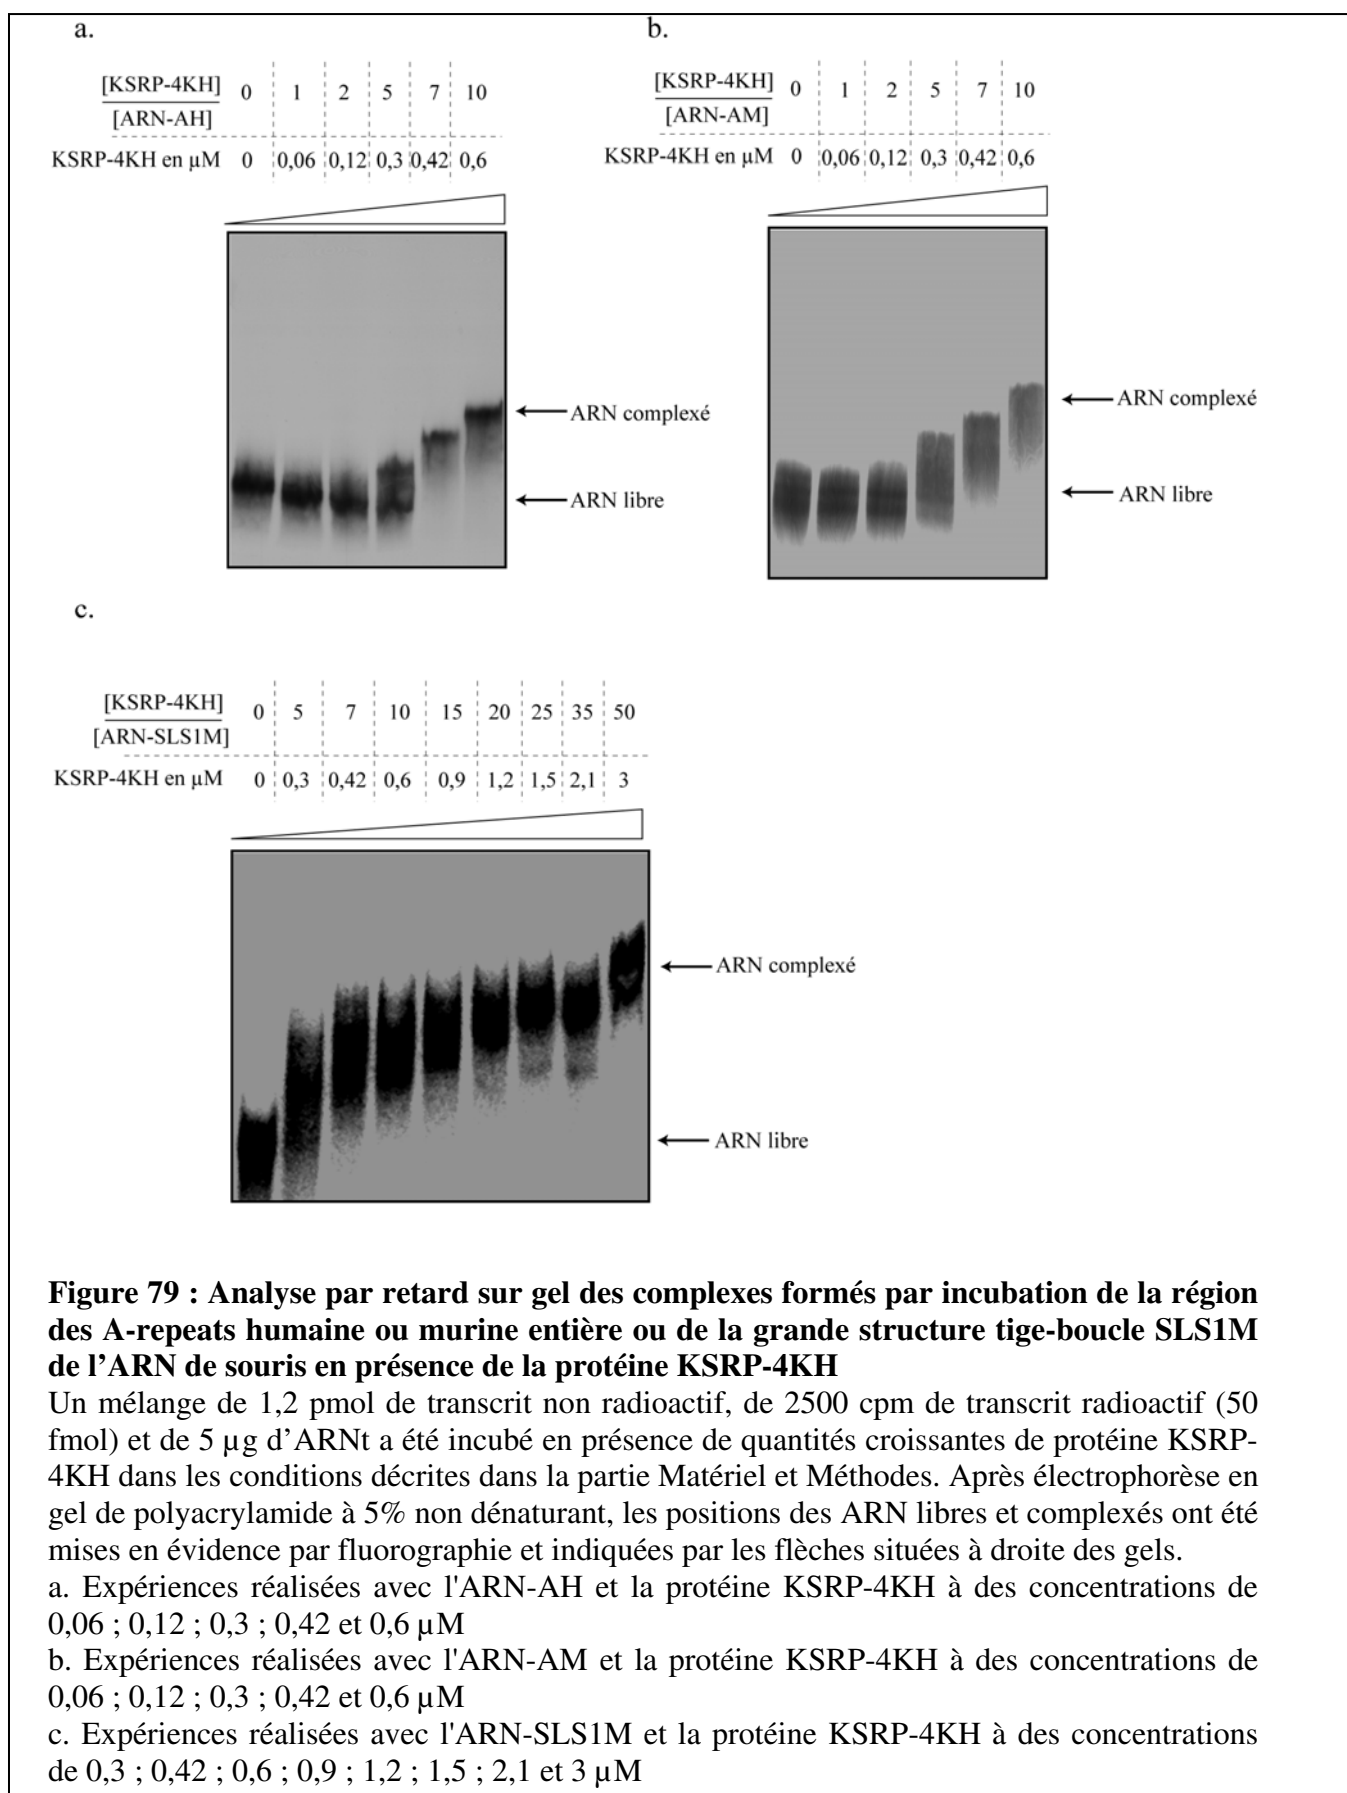 a.
[KSRP-4KH] 0 1 2 5 7 10
[ARN-AH]
KSRP-4KH en µM 0 0,06 0,12 0,3 0,42 0,6
ARN complexé
ARN libre
b.
[KSRP-4KH] 0 1 2 5 7 10
[ARN-AM]
KSRP-4KH en µM 0 0,06 0,12 0,3 0,42 0,6
ARN complexé
ARN libre
c.
[KSRP-4KH] 0 5 7 10 15 20 25 35 50
[ARN-SLS1M]
KSRP-4KH en µM 0 0,3 0,42 0,6 0,9 1,2 1,5 2,1 3
ARN complexé
ARN libre
Figure 79 : Analyse par retard sur gel des complexes formés par incubation de la région
des A-repeats humaine ou murine entière ou de la grande structure tige-boucle SLS1M
de l'ARN de souris en présence de la protéine KSRP-4KH
Un mélange de 1,2 pmol de transcrit non radioactif, de 2500 cpm de transcrit radioactif (50
fmol) et de 5 µg d'ARNt a été incubé en présence de quantités croissantes de protéine KSRP-
4KH dans les conditions décrites dans la partie Matériel et Méthodes. Après électrophorèse en
gel de polyacrylamide à 5% non dénaturant, les positions des ARN libres et complexés ont été
mises en évidence par fluorographie et indiquées par les flèches situées à droite des gels.
a. Expériences réalisées avec l'ARN-AH et la protéine KSRP-4KH à des concentrations de
0,06 ; 0,12 ; 0,3 ; 0,42 et 0,6 µM
b. Expériences réalisées avec l'ARN-AM et la protéine KSRP-4KH à des concentrations de
0,06 ; 0,12 ; 0,3 ; 0,42 et 0,6 µM
c. Expériences réalisées avec l'ARN-SLS1M et la protéine KSRP-4KH à des concentrations
de 0,3 ; 0,42 ; 0,6 ; 0,9 ; 1,2 ; 1,5 ; 2,1 et 3 µM